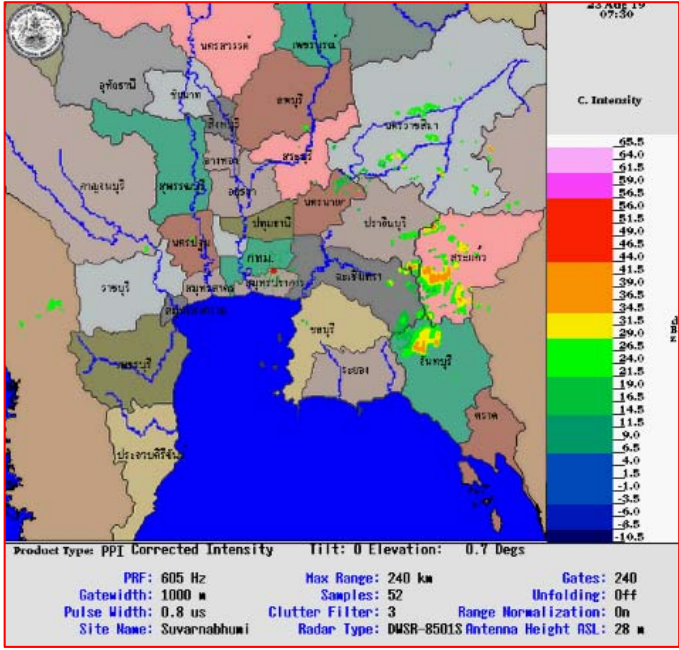 23 Aug 19
07:30
C. Intensity
นครสวรรค์
เพชรบูรณ์
อุทัยธานี
ชัยนาท
ลพบุรี
สิงห์บุรี
นครราชสีมา
อ่างทอง
สระบุรี
กาญจนบุรี
สุพรรณบุรี
อยุธยา
นครนายก
ปราจีนบุรี
ปทุมธานี
นครปฐม
สระแก้ว
กทม.
ราชบุรี
สมุทรสาคร
สมุทรปราการ
ฉะเชิงเทรา
สมุทรสงคราม
ชลบุรี
เพชรบุรี
ระยอง
จันทบุรี
ตราด
ประจวบคีรีขันธ์
65.5
64.0
61.5
59.0
56.5
56.0
51.5
49.0
46.5
44.0
41.5
39.0
36.5
34.0
31.5
29.0
26.5
24.0
21.5
19.0
16.5
14.5
11.5
9.0
6.5
4.0
1.5
-1.0
-3.5
-6.0
-8.5
-10.5
Product Type: PPI Corrected Intensity Tilt: 0 Elevation: 0.7 Degs
PRF: 605 Hz Max Range: 240 km Gates: 240
Gatewidth: 1000 m Samples: 52 Unfolding: Off
Pulse Width: 0.8 us Clutter Filter: 3 Range Normalization: On
Site Name: Suvarnabhumi Radar Type: DWSR-8501S Antenna Height ASL: 28 m